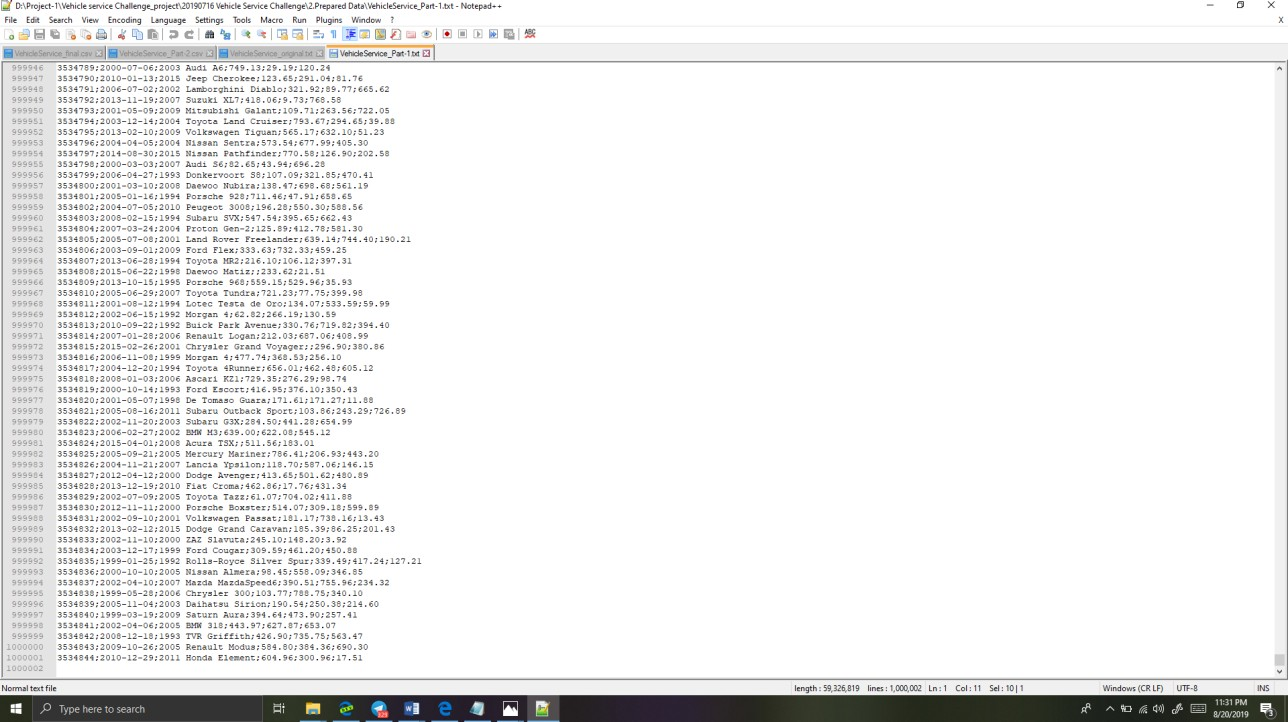 D:\Project-1\Vehicle service Challenge_project\20190716 Vehicle Service Challenge\2.Prepared Data\VehicleService_Part-1.txt - Notepad++
File Edit Search View Encoding Language Settings Tools Macro Run Plugins Window ?
VehicleService_final.csv VehicleService_Part-2.csv VehicleService_original.txt VehicleService_Part-1.txt
999946 3534789;2000-07-06;2003 Audi A6;749.13;29.19;120.24
999947 3534790;2010-01-13;2015 Jeep Cherokee;123.65;291.04;81.76
999948 3534791;2006-07-02;2002 Lamborghini Diablo;321.92;89.77;665.62
999949 3534792;2013-11-19;2007 Suzuki XL7;418.06;9.73;768.58
999950 3534793;2001-05-09;2009 Mitsubishi Galant;109.71;263.56;722.05
999951 3534794;2003-12-14;2004 Toyota Land Cruiser;793.67;294.65;39.88
999952 3534795;2013-02-10;2009 Volkswagen Tiguan;565.17;632.10;51.23
999953 3534796;2004-04-05;2004 Nissan Sentra;573.54;677.99;405.30
999954 3534797;2014-08-30;2015 Nissan Pathfinder;770.58;126.90;202.58
999955 3534798;2000-03-03;2007 Audi S6;82.65;43.94;696.28
999956 3534799;2006-04-27;1993 Donkervoort S8;107.09;321.85;470.41
999957 3534800;2001-03-10;2008 Daewoo Nubira;138.47;698.68;561.19
999958 3534801;2005-01-16;1994 Porsche 928;711.46;47.91;658.65
999959 3534802;2004-07-05;2010 Peugeot 3008;196.28;550.30;588.56
999960 3534803;2008-02-15;1994 Subaru SVX;547.54;395.65;662.43
999961 3534804;2007-03-24;2004 Proton Gen-2;125.89;412.78;581.30
999962 3534805;2005-07-08;2001 Land Rover Freelander;639.14;744.40;190.21
999963 3534806;2003-09-01;2009 Ford Flex;333.63;732.33;459.25
999964 3534807;2013-06-28;1994 Toyota MR2;216.10;106.12;397.31
999965 3534808;2015-06-22;1998 Daewoo Matiz;;233.62;21.51
999966 3534809;2013-10-15;1995 Porsche 968;559.15;529.96;35.93
999967 3534810;2005-06-29;2007 Toyota Tundra;721.23;77.75;399.98
999968 3534811;2001-08-12;1994 Lotec Testa de Oro;134.07;533.59;59.99
999969 3534812;2002-06-15;1992 Morgan 4;62.82;266.19;130.59
999970 3534813;2010-09-22;1992 Buick Park Avenue;330.76;719.82;394.40
999971 3534814;2007-01-28;2006 Renault Logan;212.03;687.06;408.99
999972 3534815;2015-02-26;2001 Chrysler Grand Voyager;;296.90;380.86
999973 3534816;2006-11-08;1999 Morgan 4;477.74;368.53;256.10
999974 3534817;2004-12-20;1994 Toyota 4Runner;656.01;462.48;605.12
999975 3534818;2008-01-03;2006 Ascari KZ1;729.35;276.29;98.74
999976 3534819;2000-10-14;1993 Ford Escort;416.95;376.10;350.43
999977 3534820;2001-05-07;1998 De Tomaso Guara;171.61;171.27;11.88
999978 3534821;2005-08-16;2011 Subaru Outback Sport;103.86;243.29;726.89
999979 3534822;2002-11-20;2003 Subaru G3X;284.50;441.28;654.99
999980 3534823;2006-02-27;2002 BMW M3;639.00;622.08;545.12
999981 3534824;2015-04-01;2008 Acura TSX;;511.56;183.01
999982 3534825;2005-09-21;2005 Mercury Mariner;786.41;206.93;443.20
999983 3534826;2004-11-21;2007 Lancia Ypsilon;118.70;587.06;146.15
999984 3534827;2012-04-12;2000 Dodge Avenger;413.65;501.62;480.89
999985 3534828;2013-12-19;2010 Fiat Croma;462.86;17.76;431.34
999986 3534829;2002-07-09;2005 Toyota Tazz;61.07;704.02;411.88
999987 3534830;2012-11-11;2000 Porsche Boxster;514.07;309.18;599.89
999988 3534831;2002-09-10;2001 Volkswagen Passat;181.17;738.16;13.43
999989 3534832;2013-02-12;2015 Dodge Grand Caravan;185.39;86.25;201.43
999990 3534833;2002-11-10;2000 ZAZ Slavuta;245.10;148.20;3.92
999991 3534834;2003-12-17;1999 Ford Cougar;309.59;461.20;450.88
999992 3534835;1999-01-25;1992 Rolls-Royce Silver Spur;339.49;417.24;127.21
999993 3534836;2000-10-10;2005 Nissan Almera;98.45;558.09;346.85
999994 3534837;2002-04-10;2007 Mazda MazdaSpeed6;390.51;755.96;234.32
999995 3534838;1999-05-28;2006 Chrysler 300;103.77;788.75;340.10
999996 3534839;2005-11-04;2003 Daihatsu Sirion;190.54;250.38;214.60
999997 3534840;1999-03-19;2009 Saturn Aura;394.64;473.90;257.41
999998 3534841;2002-04-06;2005 BMW 318;443.97;627.87;653.07
999999 3534842;2008-12-18;1993 TVR Griffith;426.90;735.75;563.47
1000000 3534843;2009-10-26;2005 Renault Modus;584.80;384.36;690.30
1000001 3534844;2010-12-29;2011 Honda Element;604.96;300.96;17.51
1000002
Normal text file length : 59,326,819 lines : 1,000,002 Ln : 1 Col : 11 Sel : 10 | 1 Windows (CR LF) UTF-8 INS
Type here to search
11:31 PM
8/20/2019